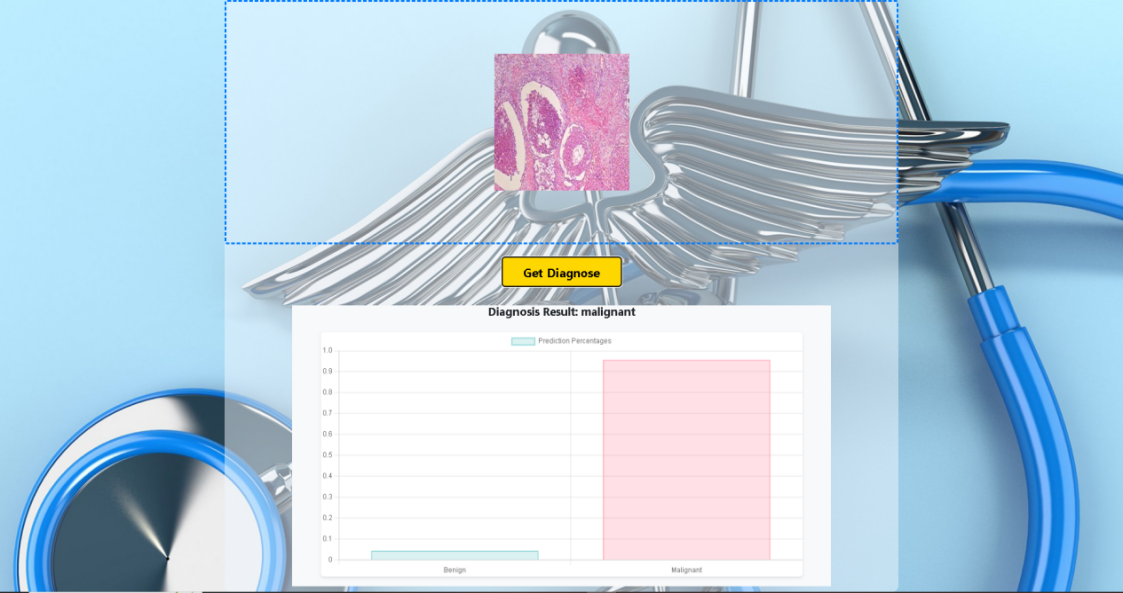 Get Diagnose
Diagnosis Result: malignant
Prediction Percentages
1.0
0.9
0.8
0.7
0.6
0.5
0.4
0.3
0.2
0.1
0
Benign
Malignant